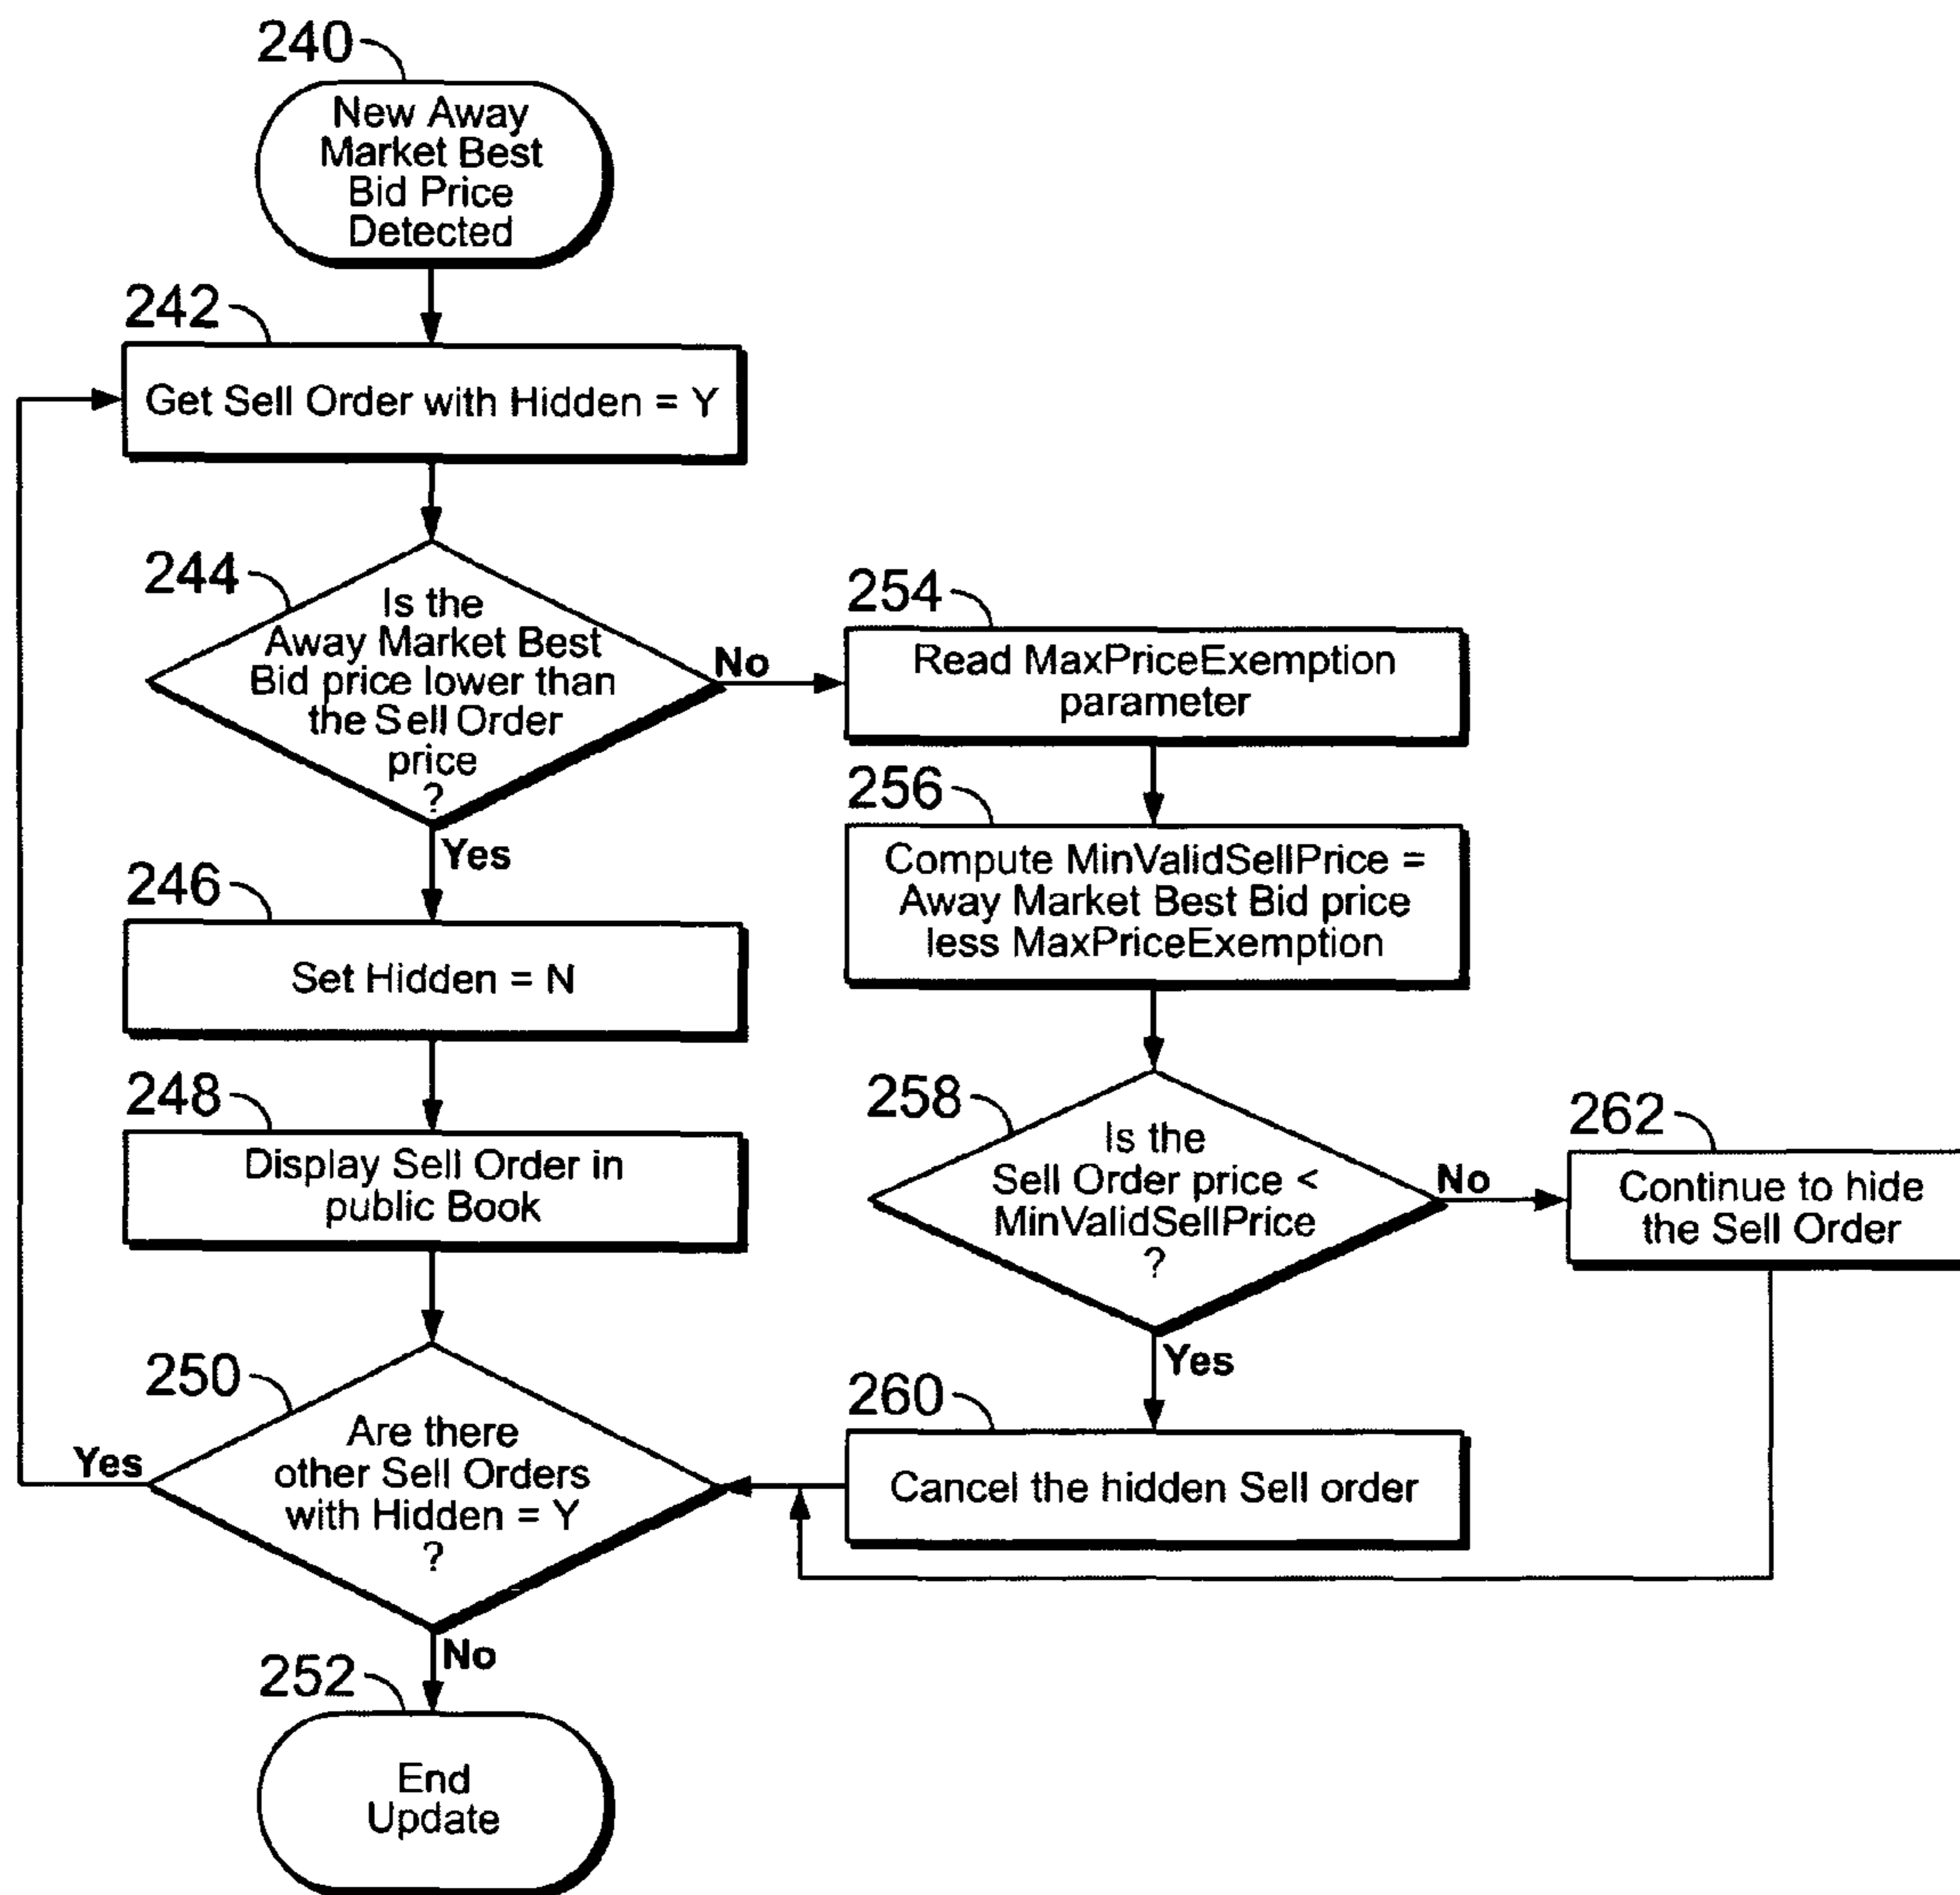 240
New Away
Market Best
Bid Price
Detected
242
Get Sell Order with Hidden = Y
244
Is the
Away Market Best
Bid price lower than
the Sell Order
price
?
No
Yes
254
Read MaxPriceExemption
parameter
256
Compute MinValidSellPrice =
Away Market Best Bid price
less MaxPriceExemption
246
Set Hidden = N
248
Display Sell Order in
public Book
258
Is the
Sell Order price <
MinValidSellPrice
?
No
Yes
262
Continue to hide
the Sell Order
250
Are there
other Sell Orders
with Hidden = Y
?
Yes
No
260
Cancel the hidden Sell order
252
End
Update